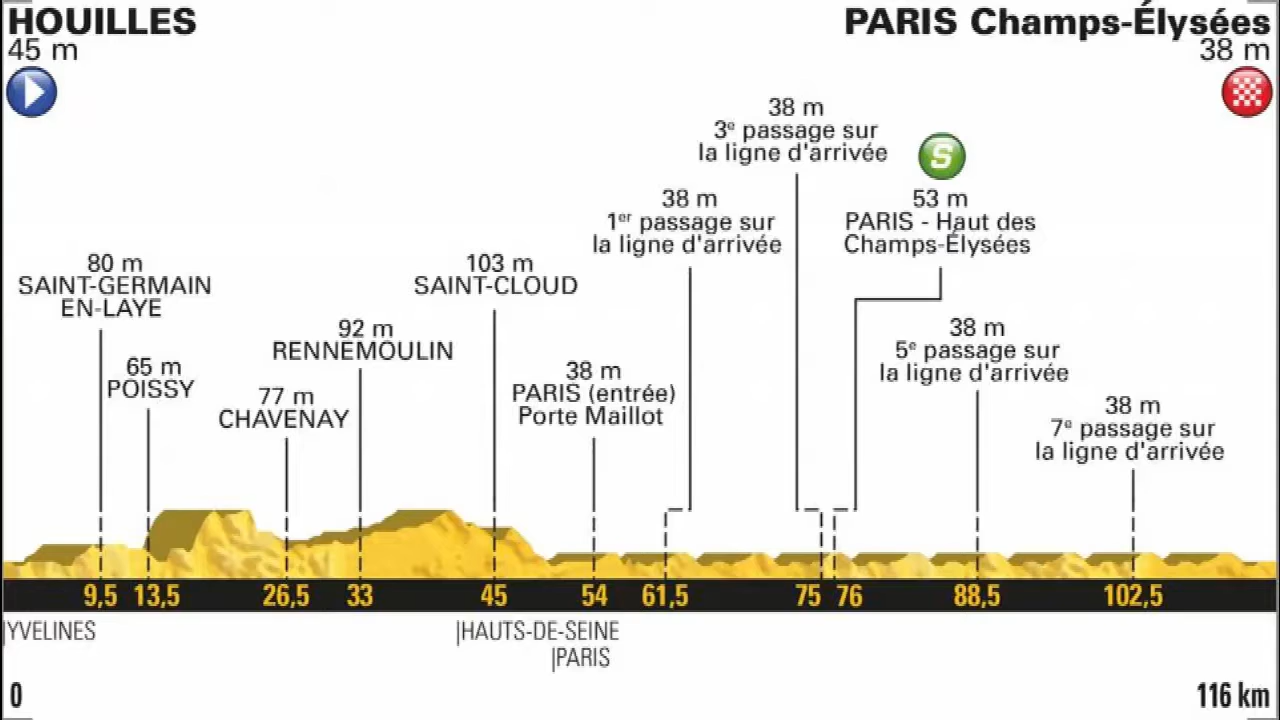 HOUILLES
45 m
PARIS Champs-Élysées
38 m
38 m
3e passage sur
la ligne d'arrivée
S
38 m
1er passage sur
la ligne d'arrivée
53 m
PARIS - Haut des
Champs-Élysées
80 m
SAINT-GERMAIN
EN-LAYE
103 m
SAINT-CLOUD
92 m
RENNEMOULIN
38 m
5e passage sur
la ligne d'arrivée
65 m
POISSY
77 m
CHAVENAY
38 m
PARIS (entrée)
Porte Maillot
38 m
7e passage sur
la ligne d'arrivée
9,5 13,5 26,5 33 45 54 61,5 75 76 88,5 102,5
|YVELINES |HAUTS-DE-SEINE
|PARIS
0 116 km